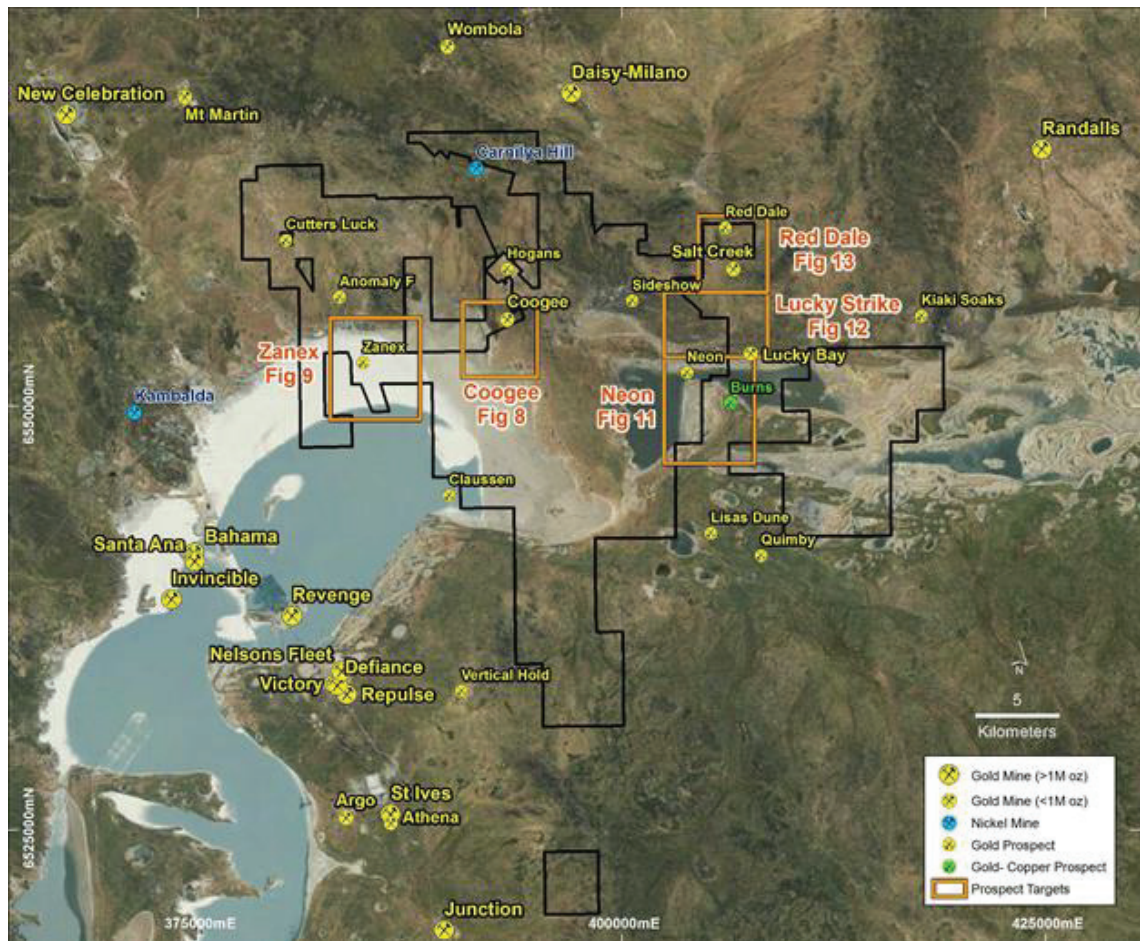 Wombola
Daisy-Milano
New Celebration
Mt Martin
Randalls
Carnilya Hill
Cutters Luck
Red Dale
Red Dale
Fig 13
Hogans
Salt Creek
Anomaly F
Sideshow
Coogee
Lucky Strike
Fig 12
Kiaki Soaks
Zanex
Fig 9
Zanex
Neon
Lucky Bay
Coogee
Fig 8
Neon
Fig 11
Burns
Kambalda
6550000mN
Claussen
Lisas Dune
Quimby
Santa Ana
Bahama
Invincible
Revenge
Nelsons Fleet
Defiance
Victory
Repulse
Vertical Hold
N
5
Kilometers
Argo
St Ives
Athena
6525000mN
Junction
375000mE
400000mE
425000mE
Gold Mine (>1M oz)
Gold Mine (<1M oz)
Nickel Mine
Gold Prospect
Gold- Copper Prospect
Prospect Targets